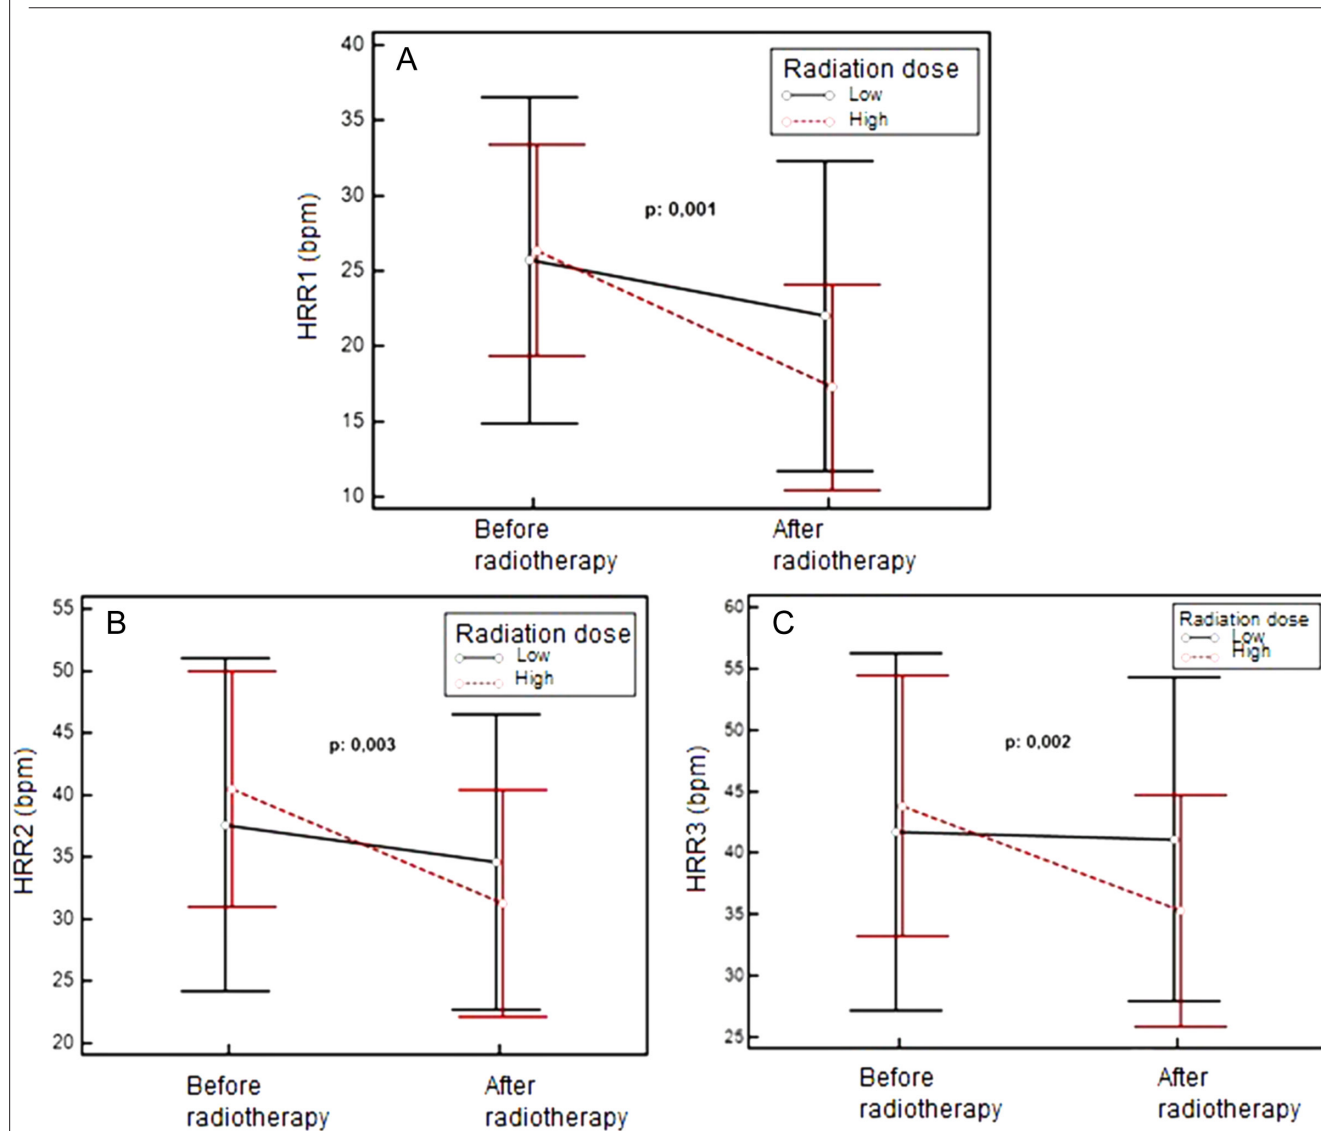 A
40
35
30
25
20
15
10
HRR1 (bpm)
Radiation dose
Low
High
p: 0,001
Before
radiotherapy
After
radiotherapy
B
55
50
45
40
35
30
25
20
HRR2 (bpm)
Radiation dose
Low
High
p: 0,003
Before
radiotherapy
After
radiotherapy
C
60
55
50
45
40
35
30
25
HRR3 (bpm)
Radiation dose
Low
High
p: 0,002
Before
radiotherapy
After
radiotherapy